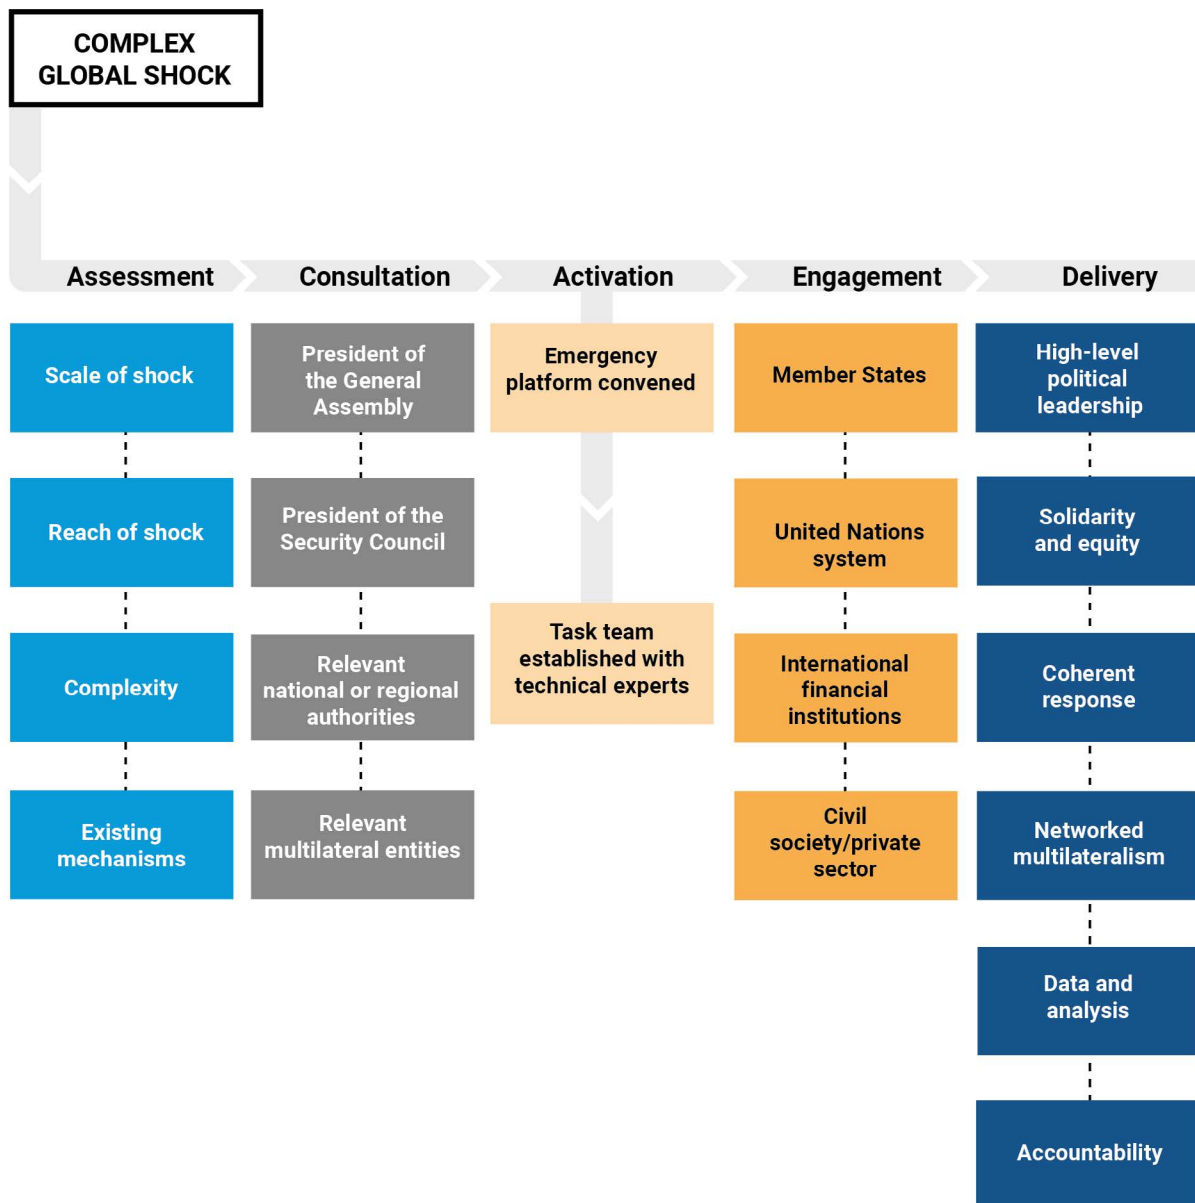 COMPLEX
GLOBAL SHOCK
Assessment
Consultation
Activation
Engagement
Delivery
Scale of shock
Reach of shock
Complexity
Existing
mechanisms
President of
the General
Assembly
President of the
Security Council
Relevant
national or regional
authorities
Relevant
multilateral entities
Emergency
platform convened
Task team
established with
technical experts
Member States
United Nations
system
International
financial
institutions
Civil
society/private
sector
High-level
political
leadership
Solidarity
and equity
Coherent
response
Networked
multilateralism
Data and
analysis
Accountability